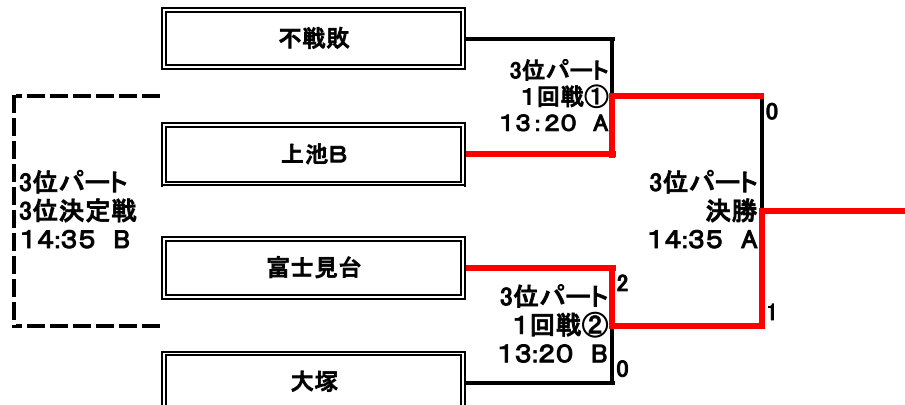 不戦敗
3位パート
1回戦①
13:20 A
0
上池B
3位パート
3位決定戦
14:35 B
3位パート
決勝
14:35 A
富士見台
2
3位パート
1回戦②
13:20 B
1
0
大塚